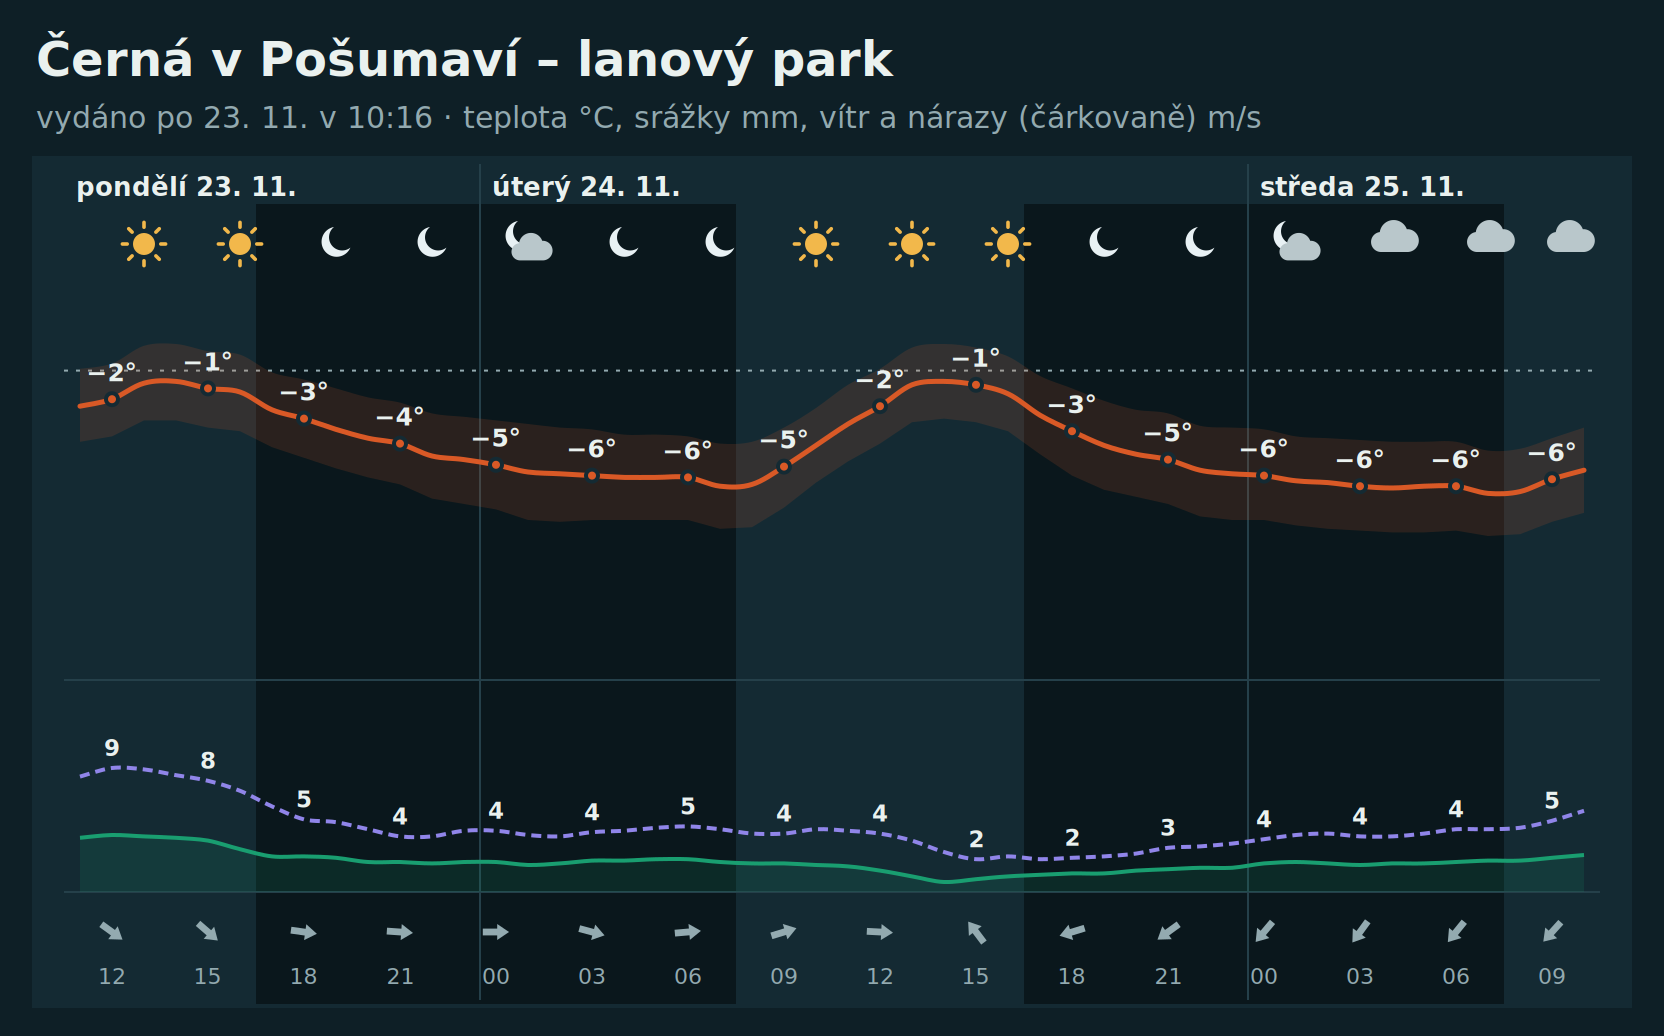 Černá v Pošumaví – lanový park
vydáno po 23. 11. v 10:16 · teplota °C, srážky mm, vítr a nárazy (čárkovaně) m/s
pondělí 23. 11. úterý 24. 11. středa 25. 11.
−2° −1° −3° −4° −5° −6° −6° −5° −2° −1° −3° −5° −6° −6° −6° −6°
9 8 5 4 4 4 5 4 4 2 2 3 4 4 4 5
12 15 18 21 00 03 06 09 12 15 18 21 00 03 06 09